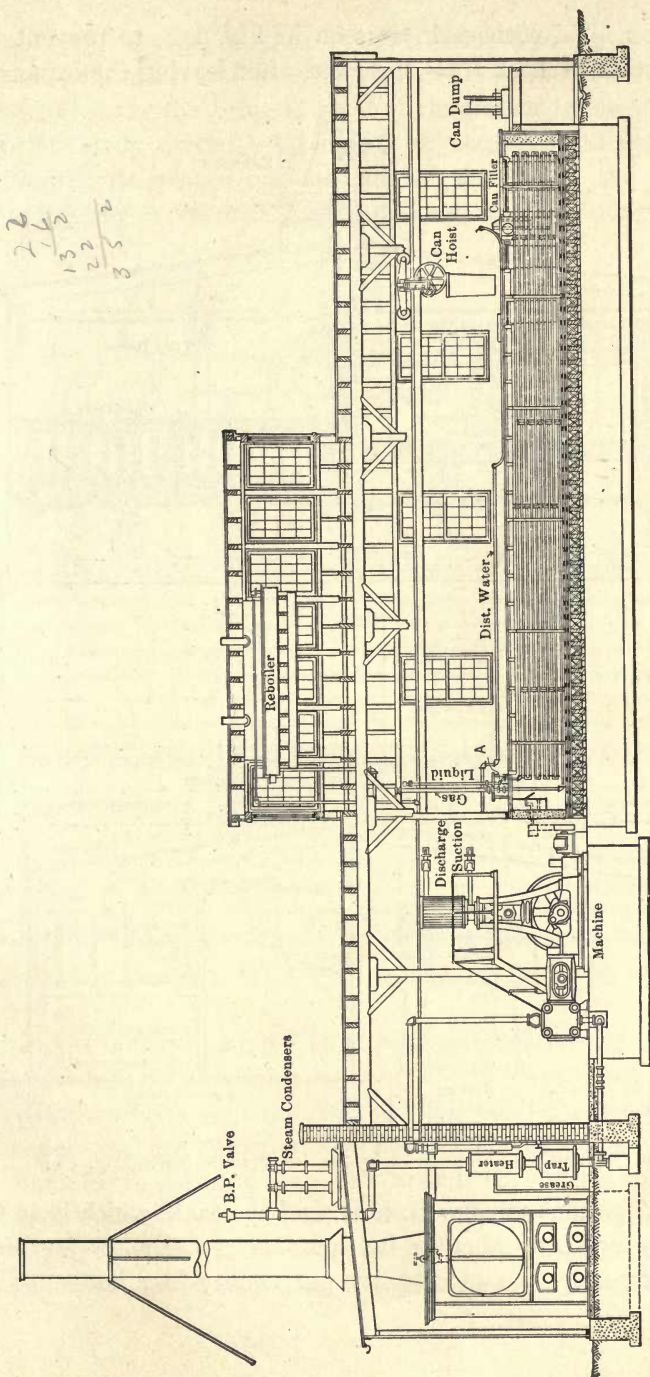 B.P. Valve
Steam Condensers
Heater
Trap
Grease
Machine
Discharge
Suction
Gas
Liquid
A
Reboiler
Dist. Water
Can
Hoist
Can Filler
Can Dump